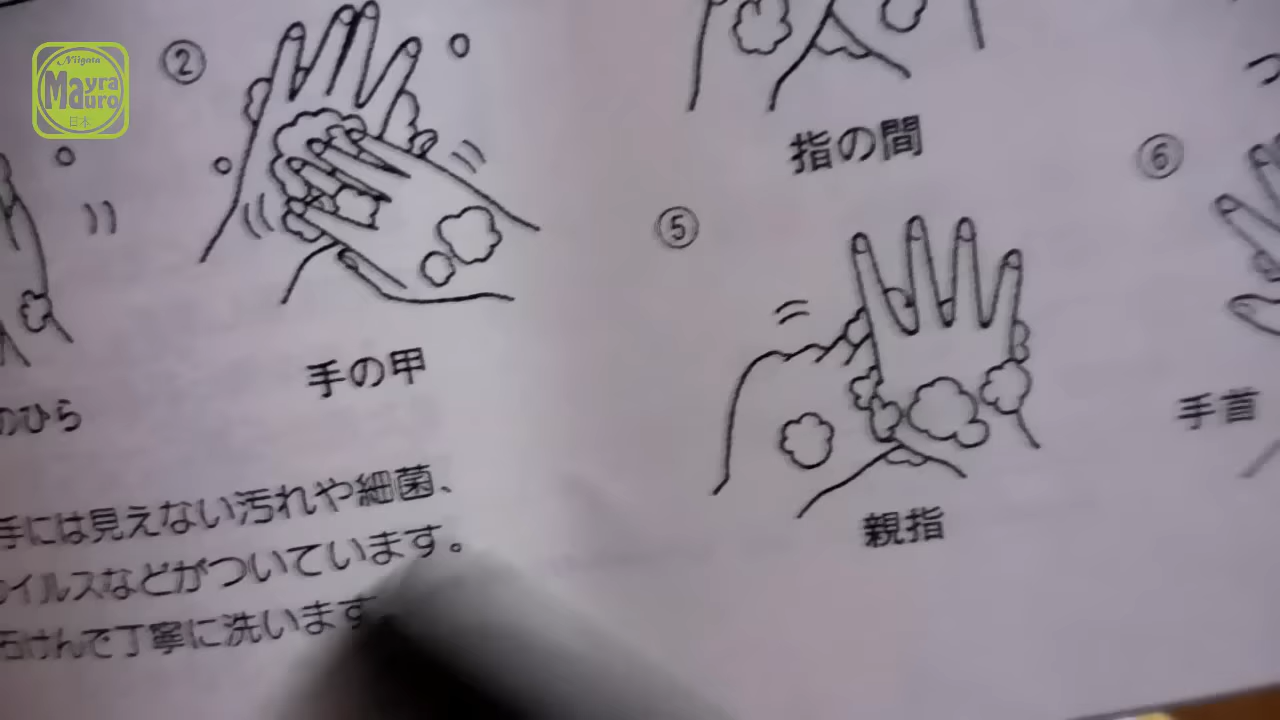 Niigata
Mayra
Mauro
日本
②
手の甲
のひら
手には見えない汚れや細菌、
イルスなどがついています。
石けんで丁寧に洗います。
指の間
⑤
親指
⑥
手首